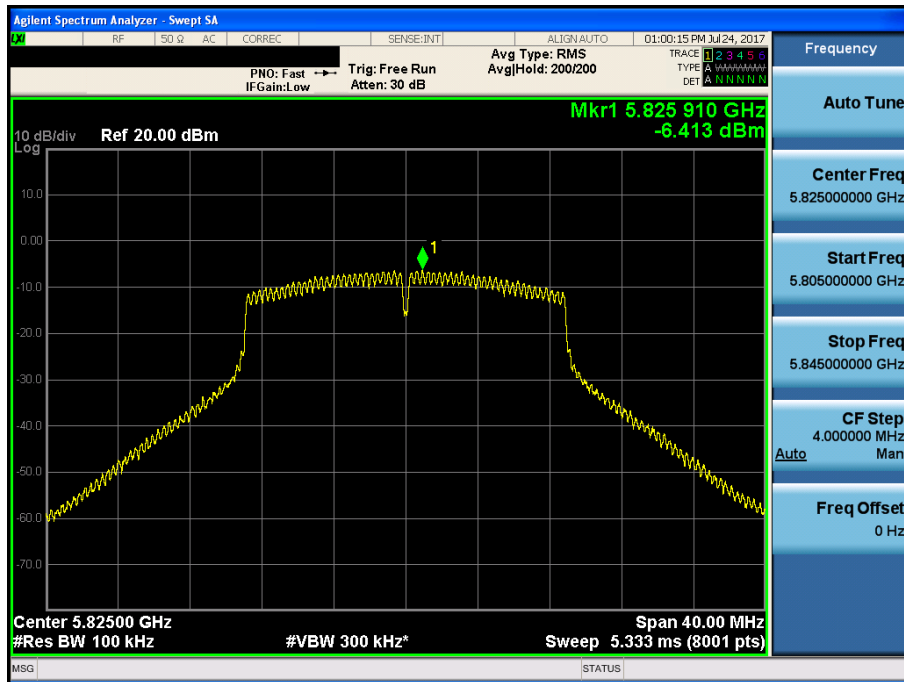 Agilent Spectrum Analyzer - Swept SA
LXI RF 50 Ω AC CORREC SENSE:INT ALIGNAUTO 01:00:15 PM Jul 24, 2017
PNO: Fast Trig: Free Run Avg Type: RMS TRACE 1 2 3 4 5 6
IFGain:Low Atten: 30 dB Avg|Hold: 200/200 TYPE A WWWWW
DET A N N N N N
Frequency
Mkr1 5.825 910 GHz
-6.413 dBm
10 dB/div Ref 20.00 dBm
Log
10.0
0.00
-10.0
-20.0
-30.0
-40.0
-50.0
-60.0
-70.0
1
Center 5.82500 GHz Span 40.00 MHz
#Res BW 100 kHz #VBW 300 kHz* Sweep 5.333 ms (8001 pts)
MSG STATUS
Auto Tune
Center Freq
5.825000000 GHz
Start Freq
5.805000000 GHz
Stop Freq
5.845000000 GHz
CF Step
4.000000 MHz
Auto Man
Freq Offset
0 Hz